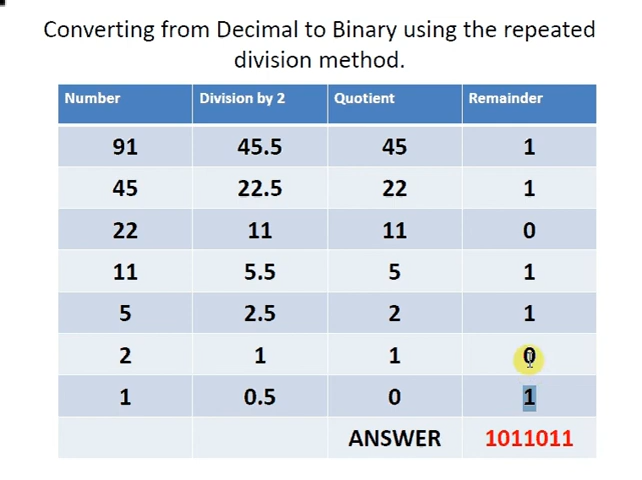 Converting from Decimal to Binary using the repeated
division method.
Number Division by 2 Quotient Remainder
91 45.5 45 1
45 22.5 22 1
22 11 11 0
11 5.5 5 1
5 2.5 2 1
2 1 1 0
1 0.5 0 1
ANSWER 1011011